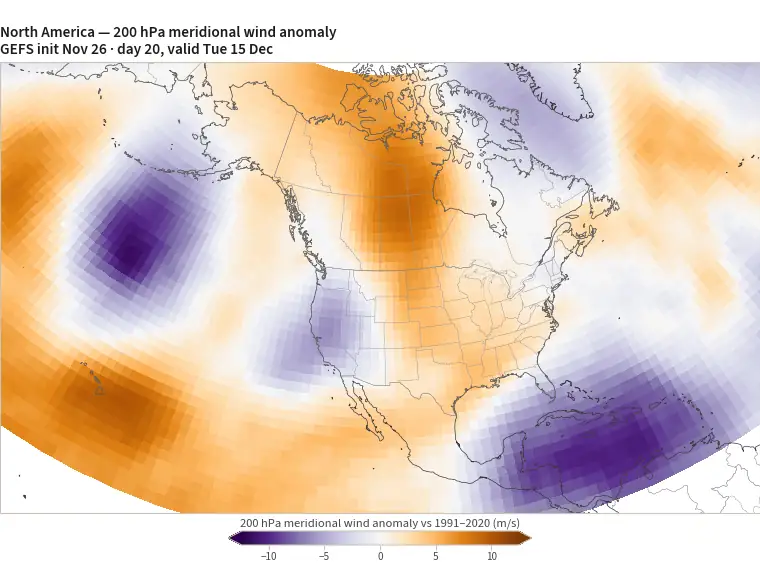 North America — 200 hPa meridional wind anomaly
GEFS init Nov 26 · day 20, valid Tue 15 Dec
200 hPa meridional wind anomaly vs 1991–2020 (m/s)
−10 −5 0 5 10